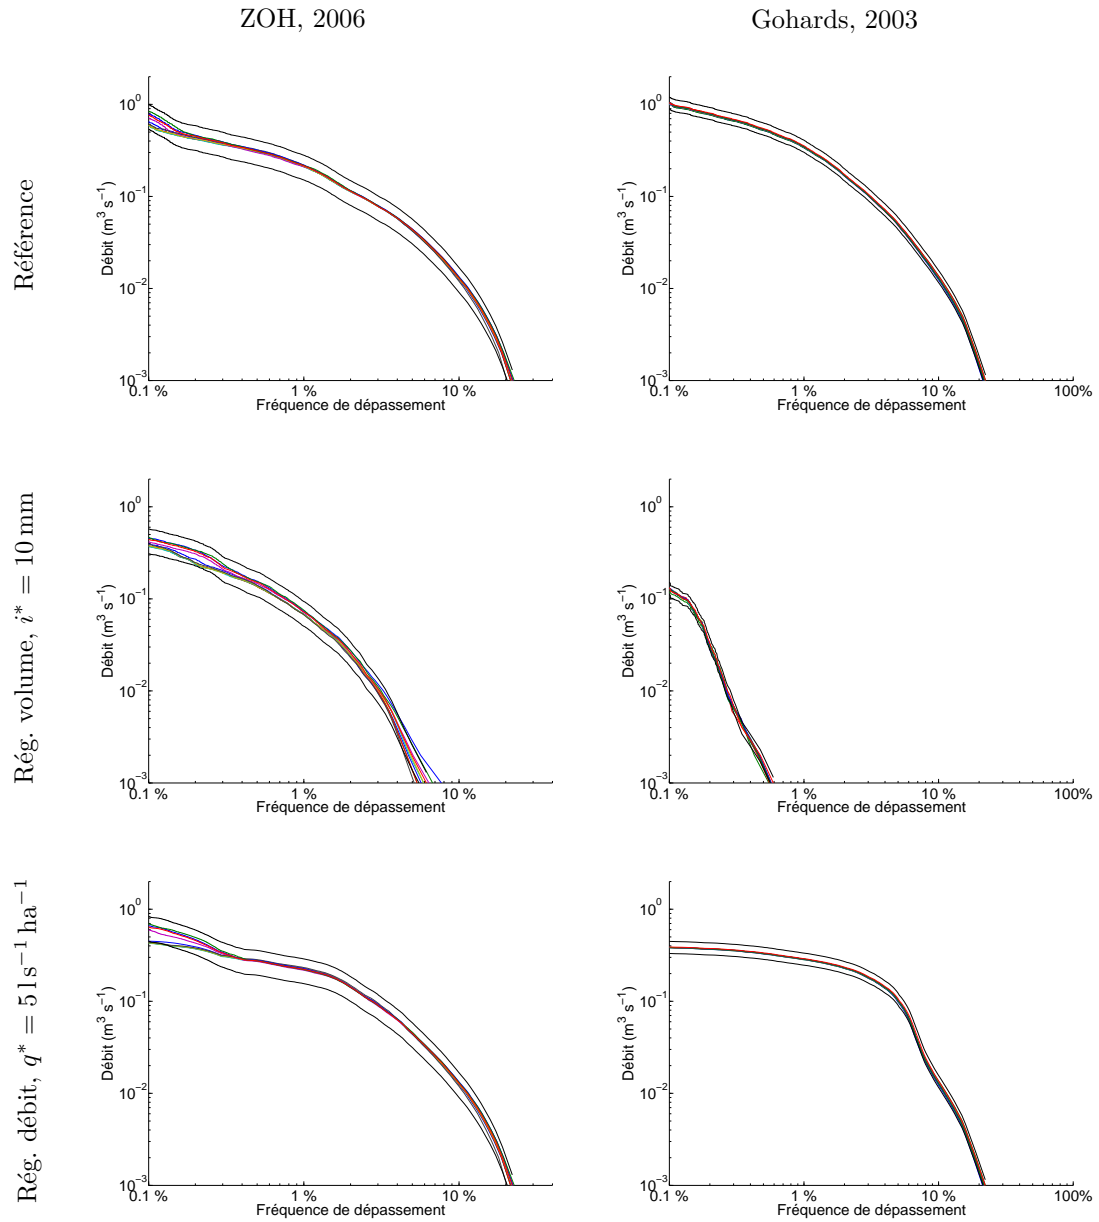 ZOH, 2006
Gohards, 2003
Référence
Débit (m³ s⁻¹)
10⁰
10⁻¹
10⁻²
10⁻³
0.1 % 1 % 10 %
Fréquence de dépassement
Débit (m³ s⁻¹)
10⁰
10⁻¹
10⁻²
10⁻³
0.1 % 1 % 10 % 100%
Fréquence de dépassement
Rég. volume, i* = 10 mm
Débit (m³ s⁻¹)
10⁰
10⁻¹
10⁻²
10⁻³
0.1 % 1 % 10 %
Fréquence de dépassement
Débit (m³ s⁻¹)
10⁰
10⁻¹
10⁻²
10⁻³
0.1 % 1 % 10 % 100%
Fréquence de dépassement
Rég. débit, q* = 5 l s⁻¹ ha⁻¹
Débit (m³ s⁻¹)
10⁰
10⁻¹
10⁻²
10⁻³
0.1 % 1 % 10 %
Fréquence de dépassement
Débit (m³ s⁻¹)
10⁰
10⁻¹
10⁻²
10⁻³
0.1 % 1 % 10 % 100%
Fréquence de dépassement